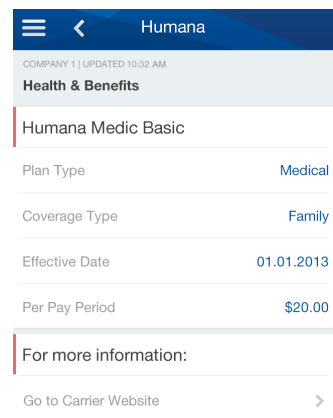 Humana
COMPANY 1 | UPDATED 10:32 AM
Health & Benefits
Humana Medic Basic
Plan Type Medical
Coverage Type Family
Effective Date 01.01.2013
Per Pay Period $20.00
For more information:
Go to Carrier Website